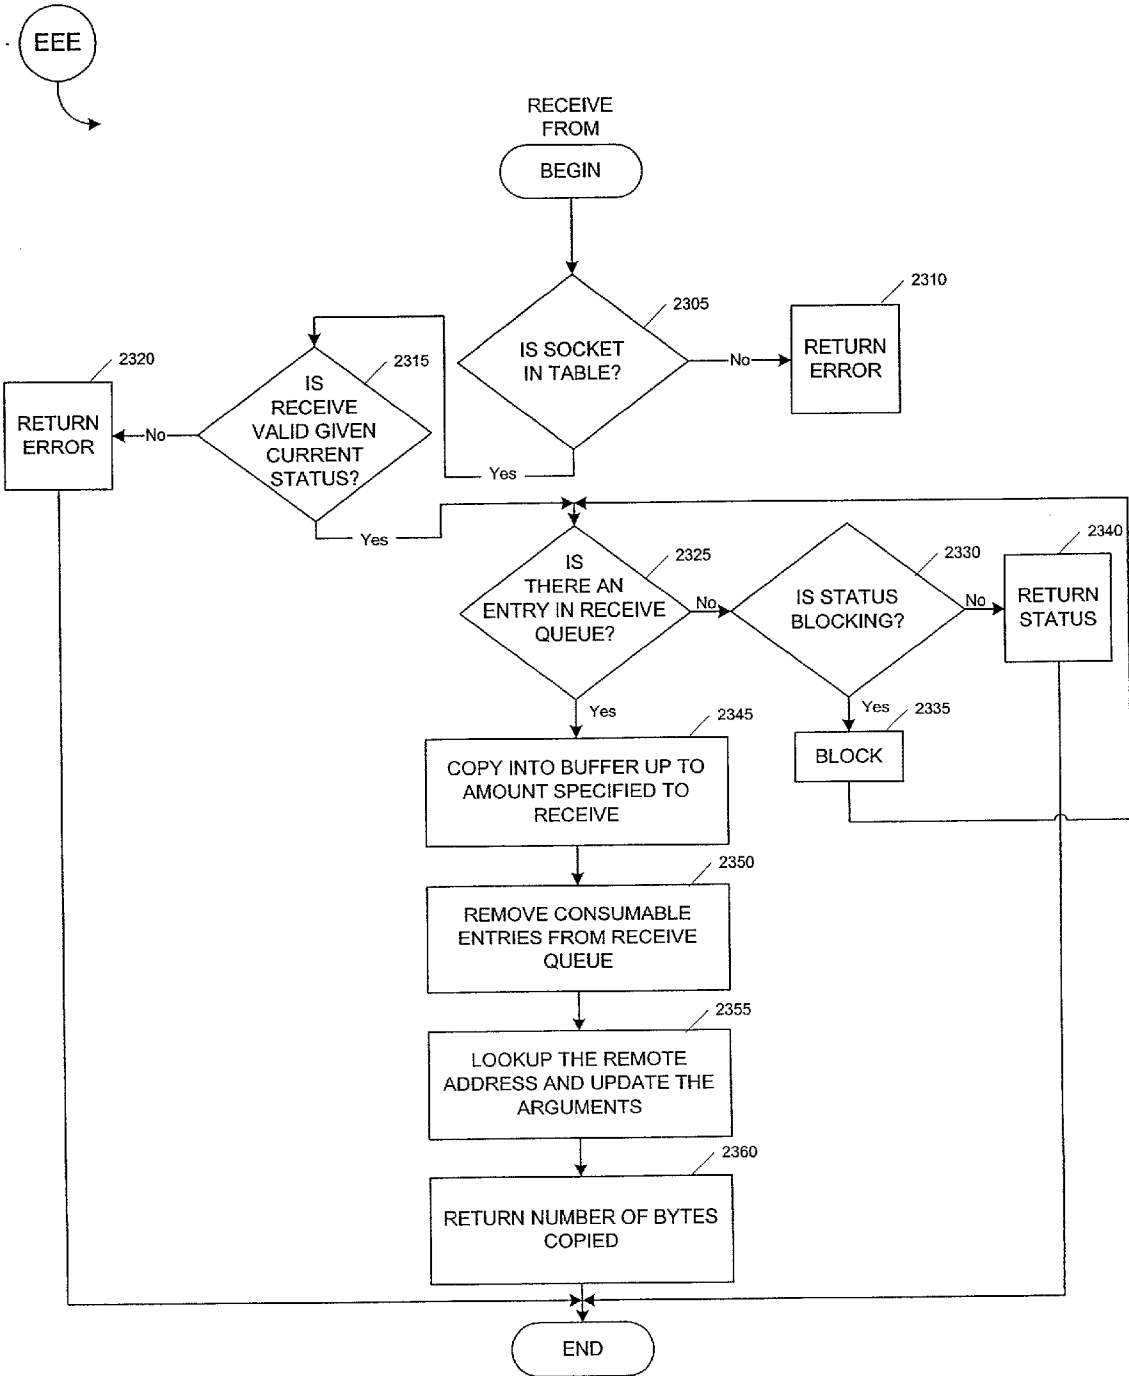 EEE
RECEIVE
FROM
BEGIN
2305
IS SOCKET
IN TABLE?
No
2310
RETURN
ERROR
Yes
2315
IS
RECEIVE
VALID GIVEN
CURRENT
STATUS?
No
2320
RETURN
ERROR
Yes
2325
IS
THERE AN
ENTRY IN RECEIVE
QUEUE?
No
2330
IS STATUS
BLOCKING?
No
2340
RETURN
STATUS
Yes
2335
BLOCK
Yes
2345
COPY INTO BUFFER UP TO
AMOUNT SPECIFIED TO
RECEIVE
2350
REMOVE CONSUMABLE
ENTRIES FROM RECEIVE
QUEUE
2355
LOOKUP THE REMOTE
ADDRESS AND UPDATE THE
ARGUMENTS
2360
RETURN NUMBER OF BYTES
COPIED
END